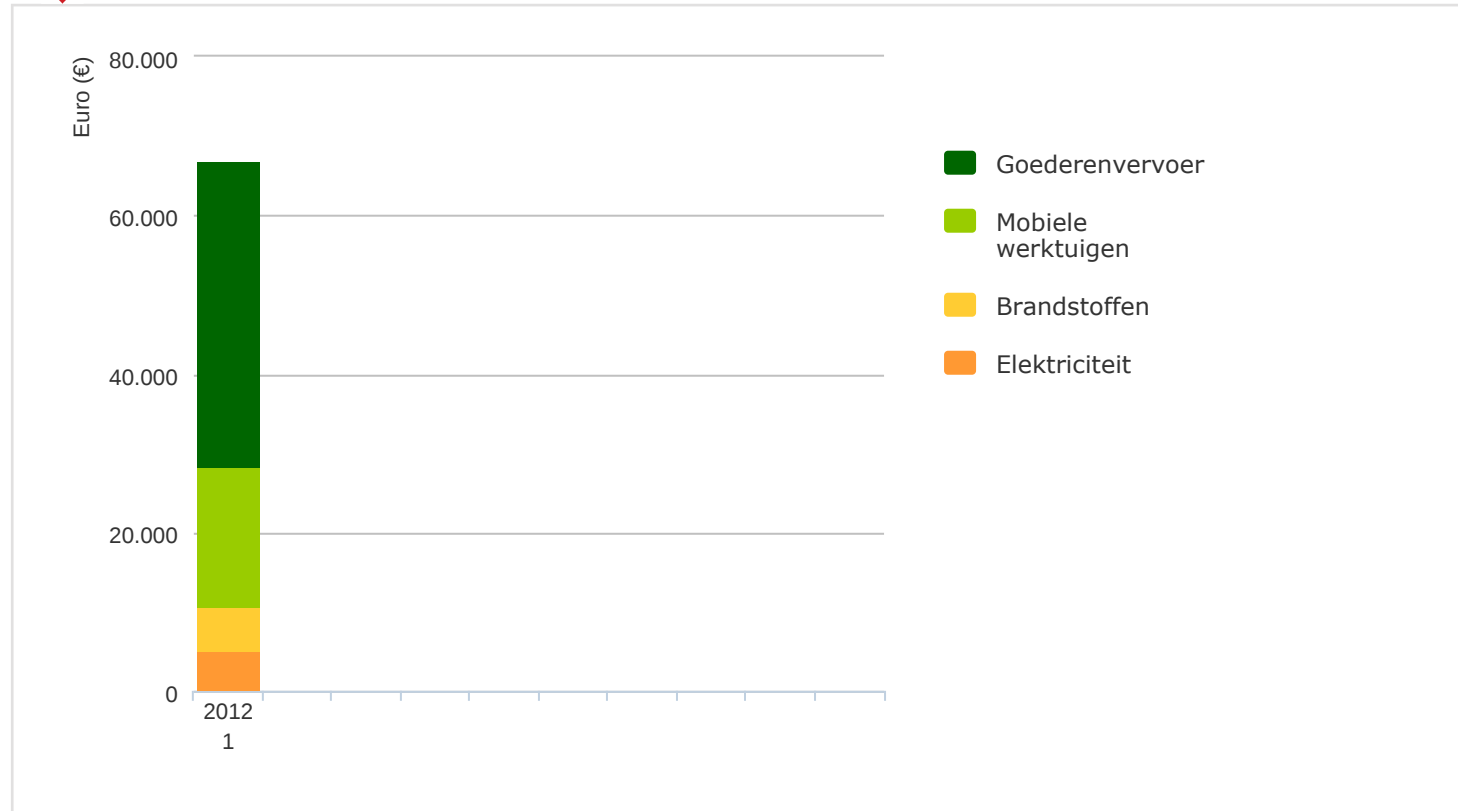 Euro (€)
80.000
60.000
40.000
20.000
0
2012
1
Goederenvervoer
Mobiele
werktuigen
Brandstoffen
Elektriciteit